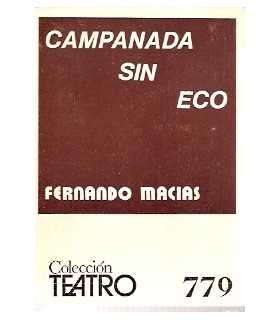 CAMPANADA
SIN
ECO
FERNANDO MACIAS
Colección
TEATRO
779